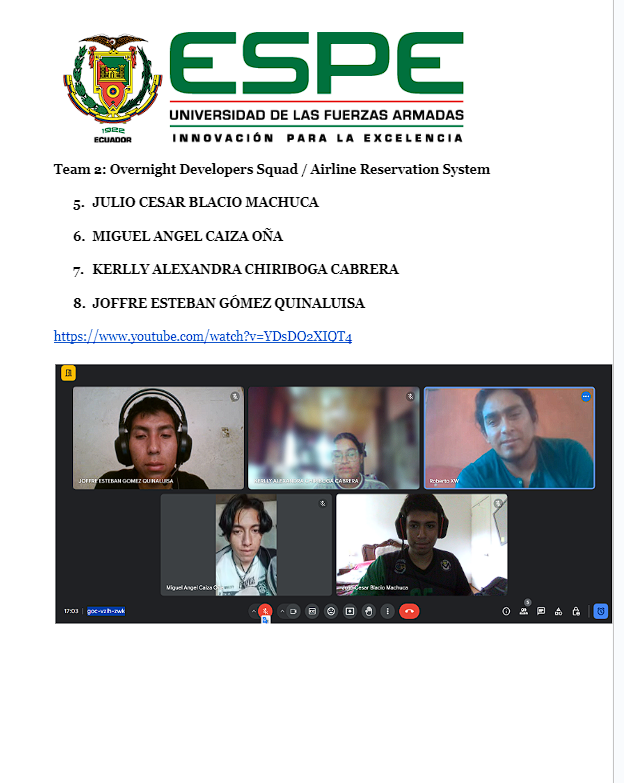 ESPE
UNIVERSIDAD DE LAS FUERZAS ARMADAS
INNOVACIÓN PARA LA EXCELENCIA
1922
ECUADOR
Team 2: Overnight Developers Squad / Airline Reservation System
5. JULIO CESAR BLACIO MACHUCA
6. MIGUEL ANGEL CAIZA OÑA
7. KERLLY ALEXANDRA CHIRIBOGA CABRERA
8. JOFFRE ESTEBAN GÓMEZ QUINALUISA
https://www.youtube.com/watch?v=YDsDO2XIQT4
JOFFRE ESTEBAN GOMEZ QUINALUISA
KERLLY ALEXANDRA CHIRIBOGA CABRERA
Roberto XW
Miguel Angel Caiza
Julio Cesar Blacio Machuca
17:03 | goc-vzih-zwk
5